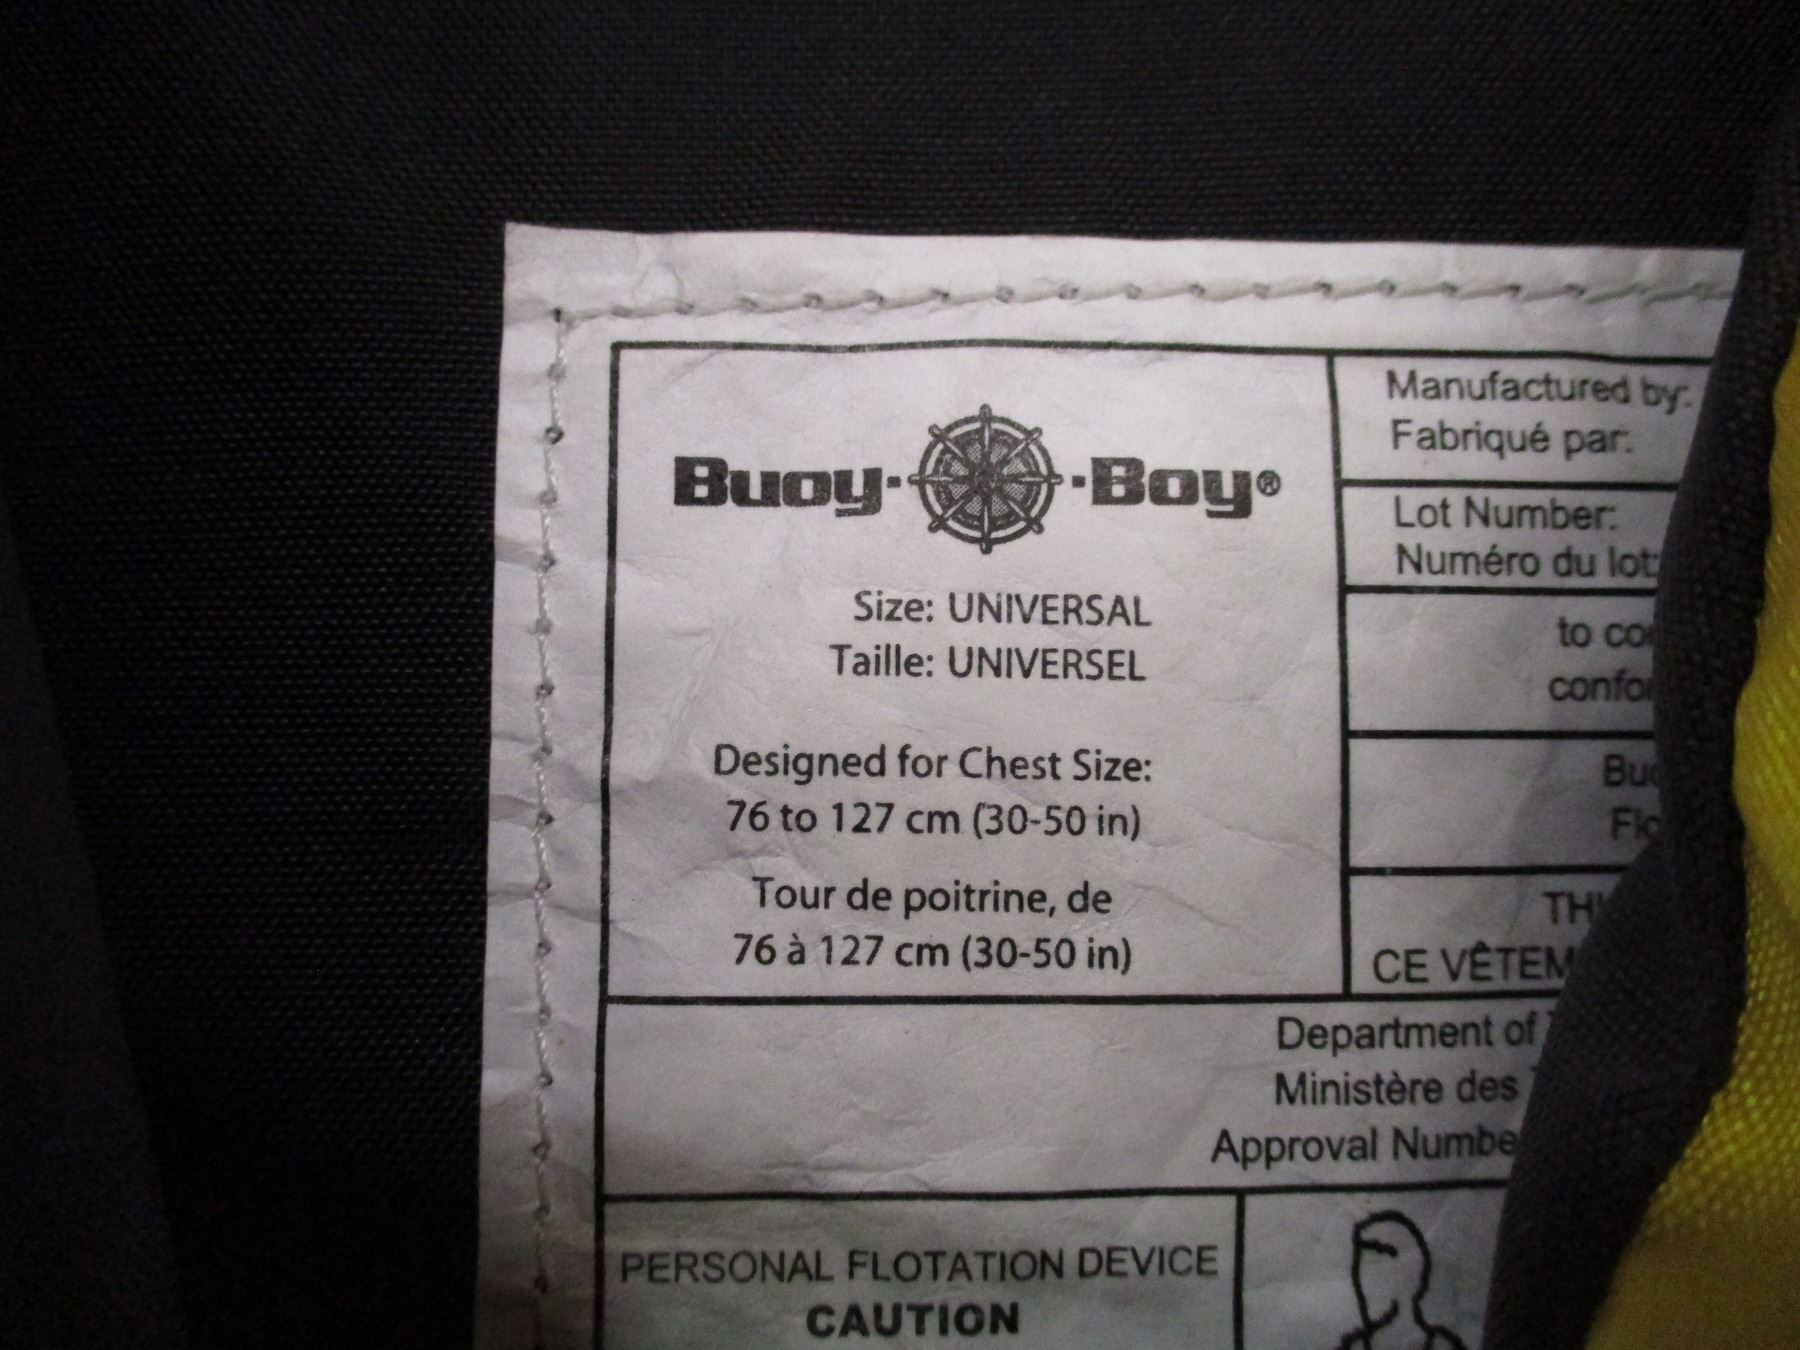 Buoy-Boy®
Size: UNIVERSAL
Taille: UNIVERSEL
Designed for Chest Size:
76 to 127 cm (30-50 in)
Tour de poitrine, de
76 à 127 cm (30-50 in)
Manufactured by:
Fabriqué par:
Lot Number:
Numéro du lot:
to
CE
Department of
Ministère des
Approval
PERSONAL FLOTATION DEVICE
CAUTION